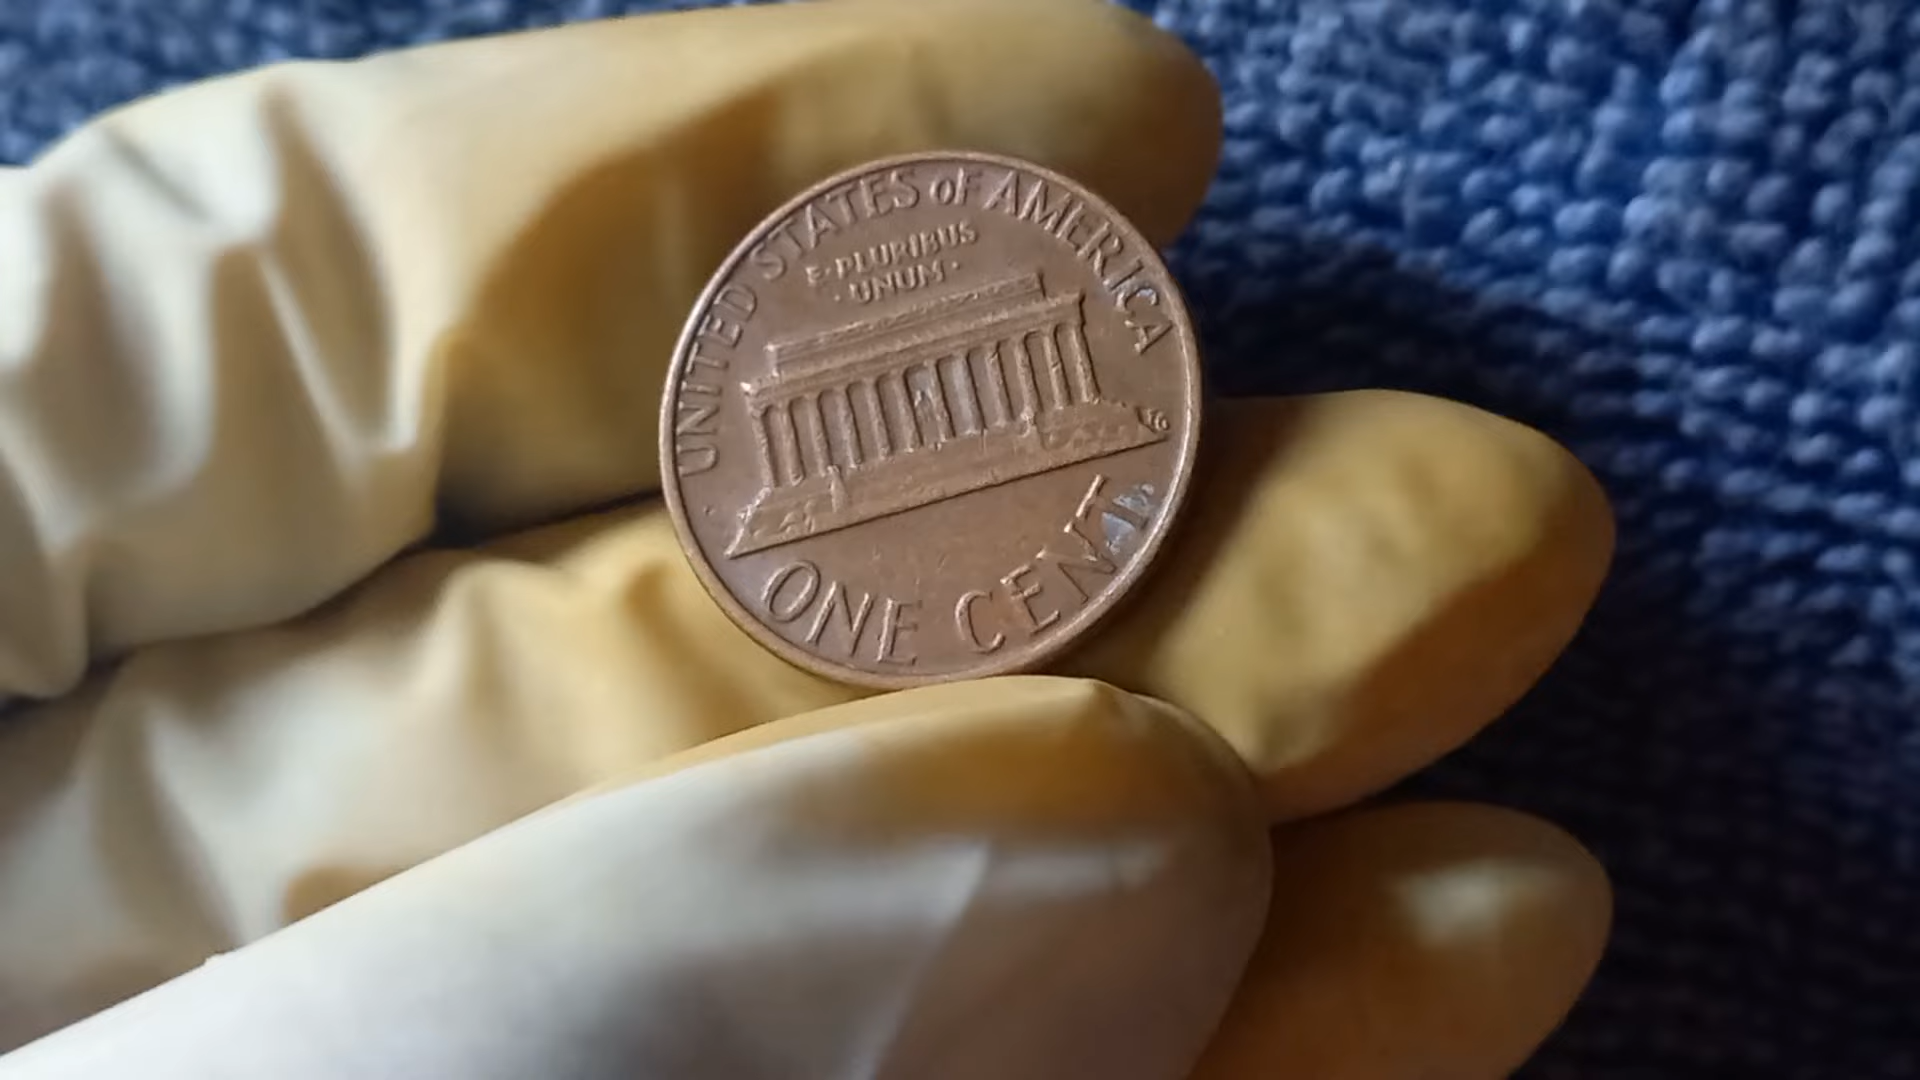 UNITED STATES OF AMERICA
E·PLURIBUS
·UNUM·
FG
ONE CENT